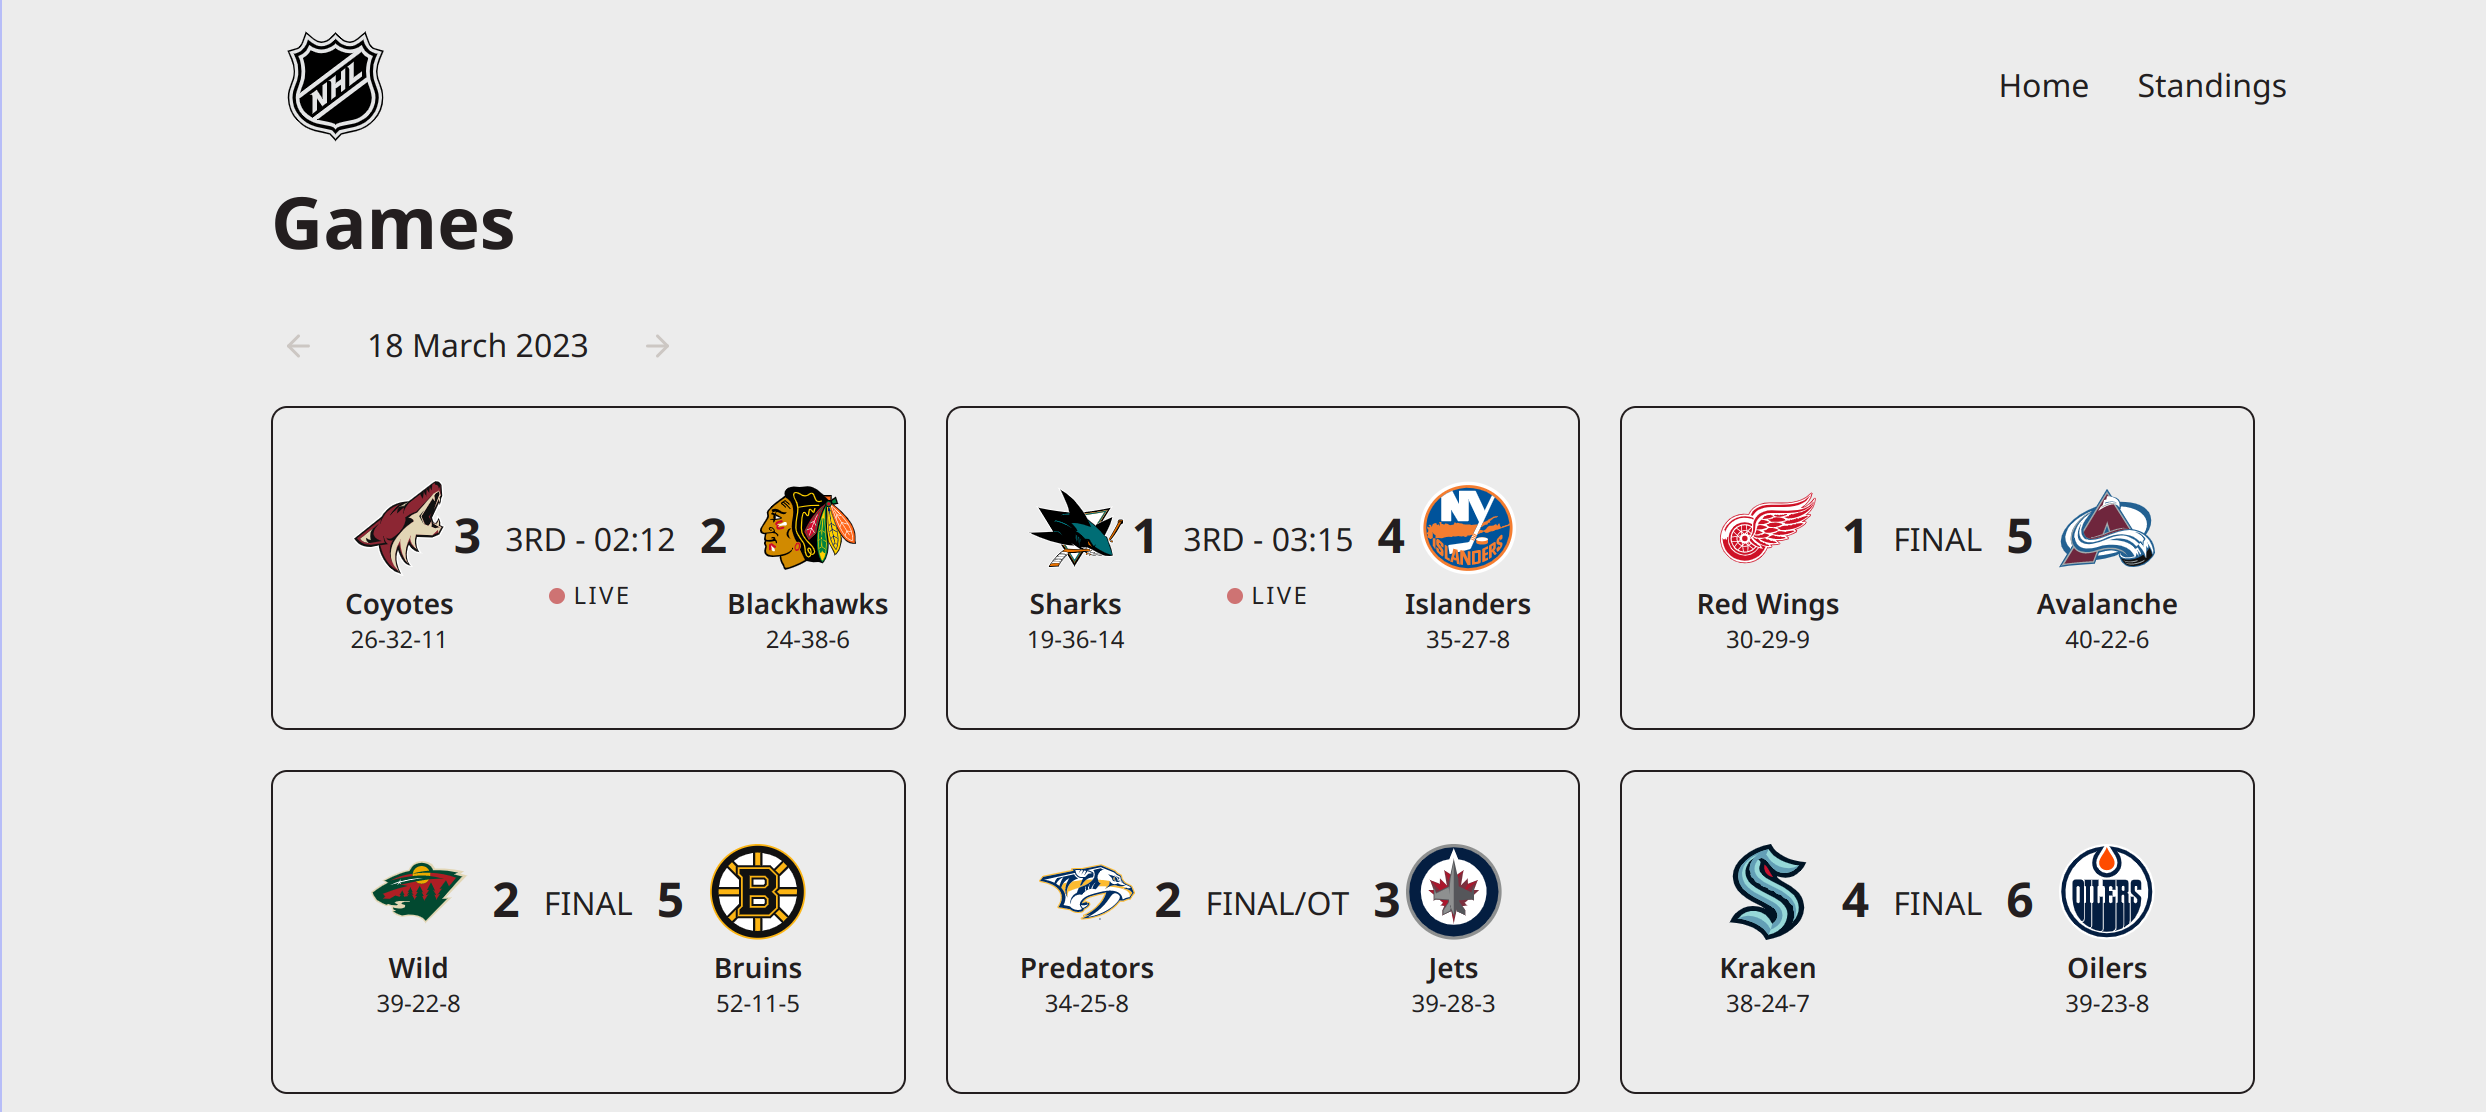 NHL
Home Standings
Games
18 March 2023
3 3RD - 02:12 2
LIVE
Coyotes Blackhawks
26-32-11 24-38-6
1 3RD - 03:15 4
NY
ISLANDERS
LIVE
Sharks Islanders
19-36-14 35-27-8
1 FINAL 5
A
Red Wings Avalanche
30-29-9 40-22-6
2 FINAL 5
B
Wild Bruins
39-22-8 52-11-5
2 FINAL/OT 3
Predators Jets
34-25-8 39-28-3
4 FINAL 6
OILERS
Kraken Oilers
38-24-7 39-23-8